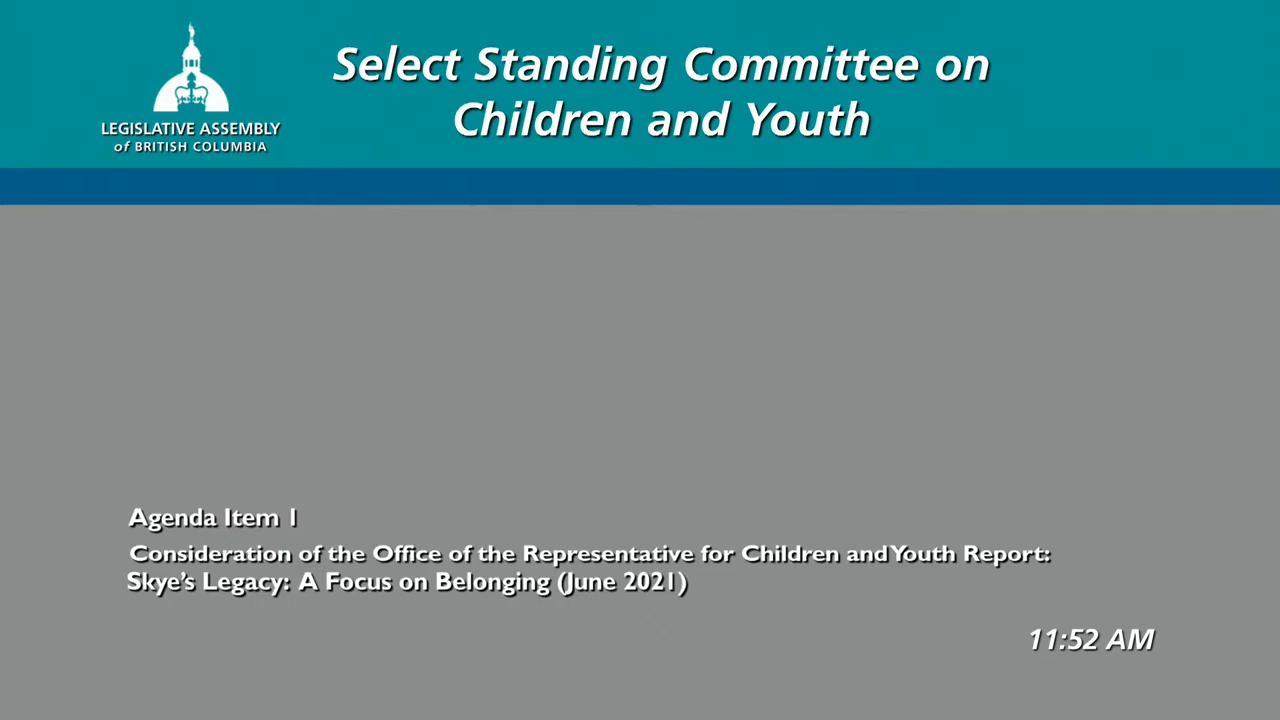 Select Standing Committee on
Children and Youth
LEGISLATIVE ASSEMBLY
of BRITISH COLUMBIA
Agenda Item 1
Consideration of the Office of the Representative for Children and Youth Report:
Skye's Legacy: A Focus on Belonging (June 2021)
11:52 AM